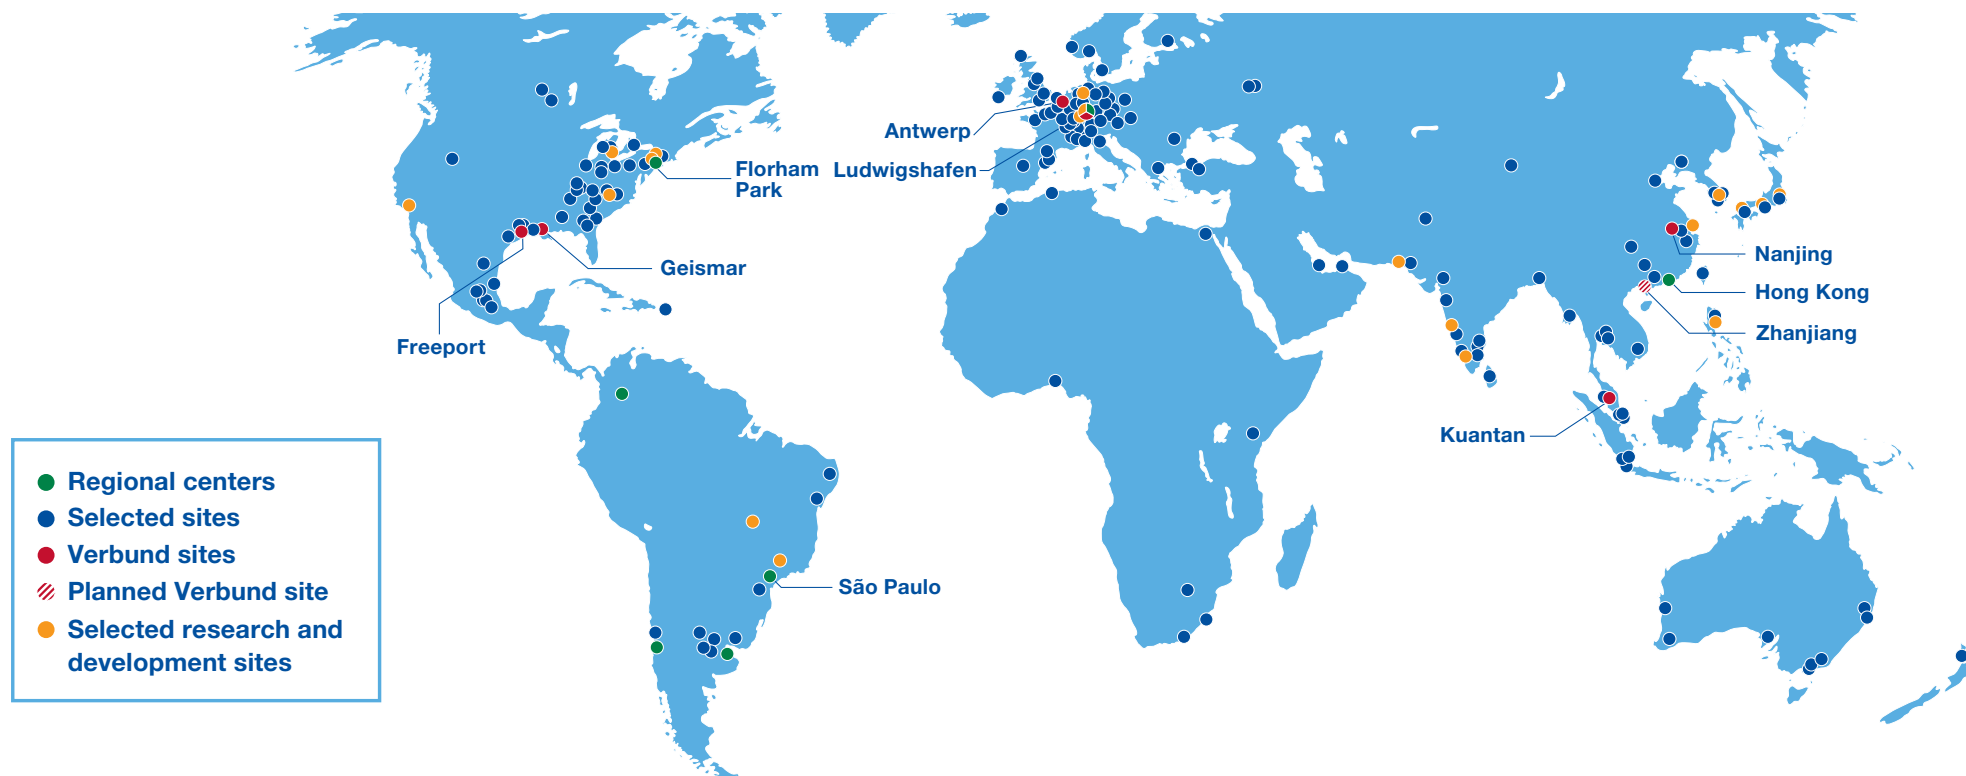 Antwerp
Ludwigshafen
Florham
Park
Geismar
Freeport
Nanjing
Hong Kong
Zhanjiang
Kuantan
São Paulo
Regional centers
Selected sites
Verbund sites
Planned Verbund site
Selected research and
development sites